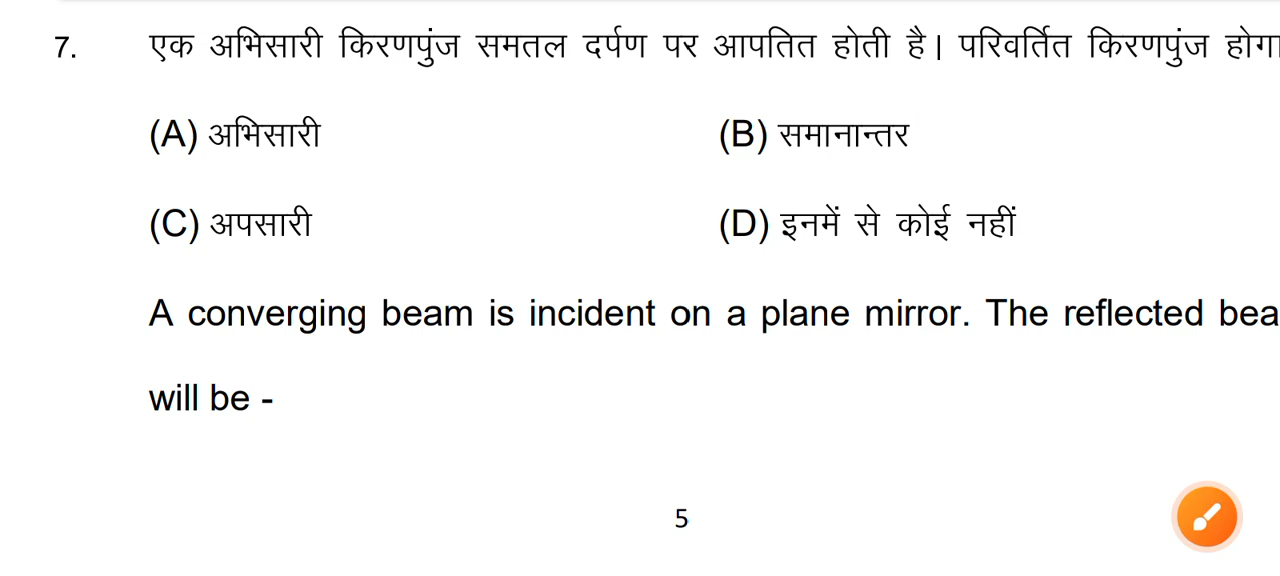 7. एक अभिसारी किरणपुंज समतल दर्पण पर आपतित होती है। परिवर्तित किरणपुंज होगा
(A) अभिसारी (B) समानान्तर
(C) अपसारी (D) इनमें से कोई नहीं
A converging beam is incident on a plane mirror. The reflected bea
will be -
5